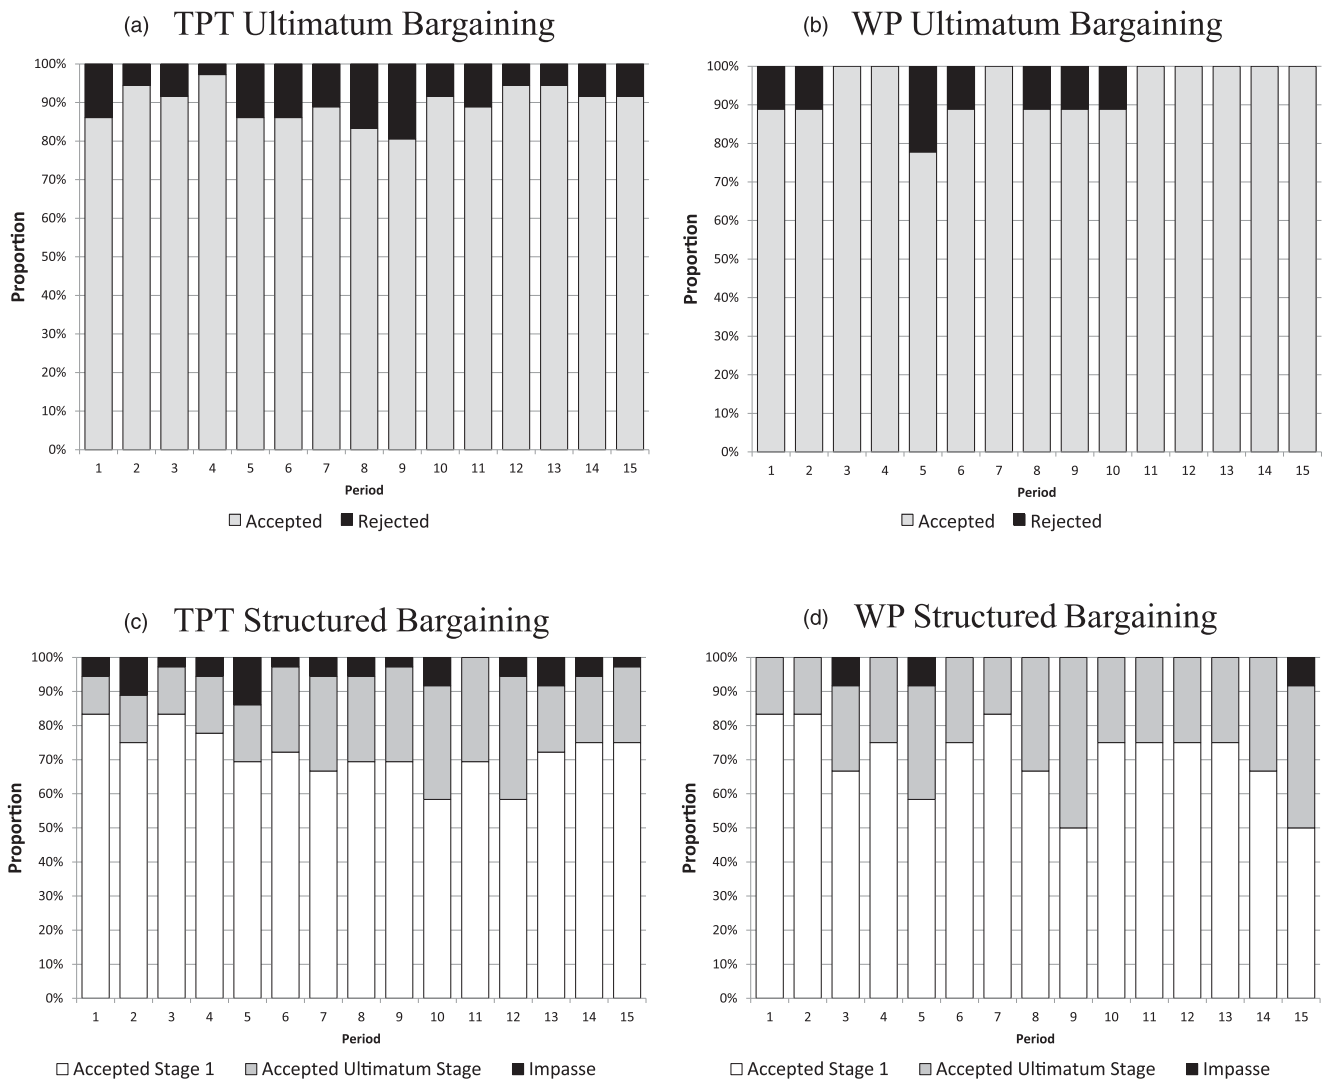 (a) TPT Ultimatum Bargaining
100%
90%
80%
70%
60%
50%
40%
30%
20%
10%
0%
Proportion
1 2 3 4 5 6 7 8 9 10 11 12 13 14 15
Period
Accepted Rejected
(b) WP Ultimatum Bargaining
100%
90%
80%
70%
60%
50%
40%
30%
20%
10%
0%
Proportion
1 2 3 4 5 6 7 8 9 10 11 12 13 14 15
Period
Accepted Rejected
(c) TPT Structured Bargaining
100%
90%
80%
70%
60%
50%
40%
30%
20%
10%
0%
Proportion
1 2 3 4 5 6 7 8 9 10 11 12 13 14 15
Period
Accepted Stage 1 Accepted Ultimatum Stage Impasse
(d) WP Structured Bargaining
100%
90%
80%
70%
60%
50%
40%
30%
20%
10%
0%
Proportion
1 2 3 4 5 6 7 8 9 10 11 12 13 14 15
Period
Accepted Stage 1 Accepted Ultimatum Stage Impasse